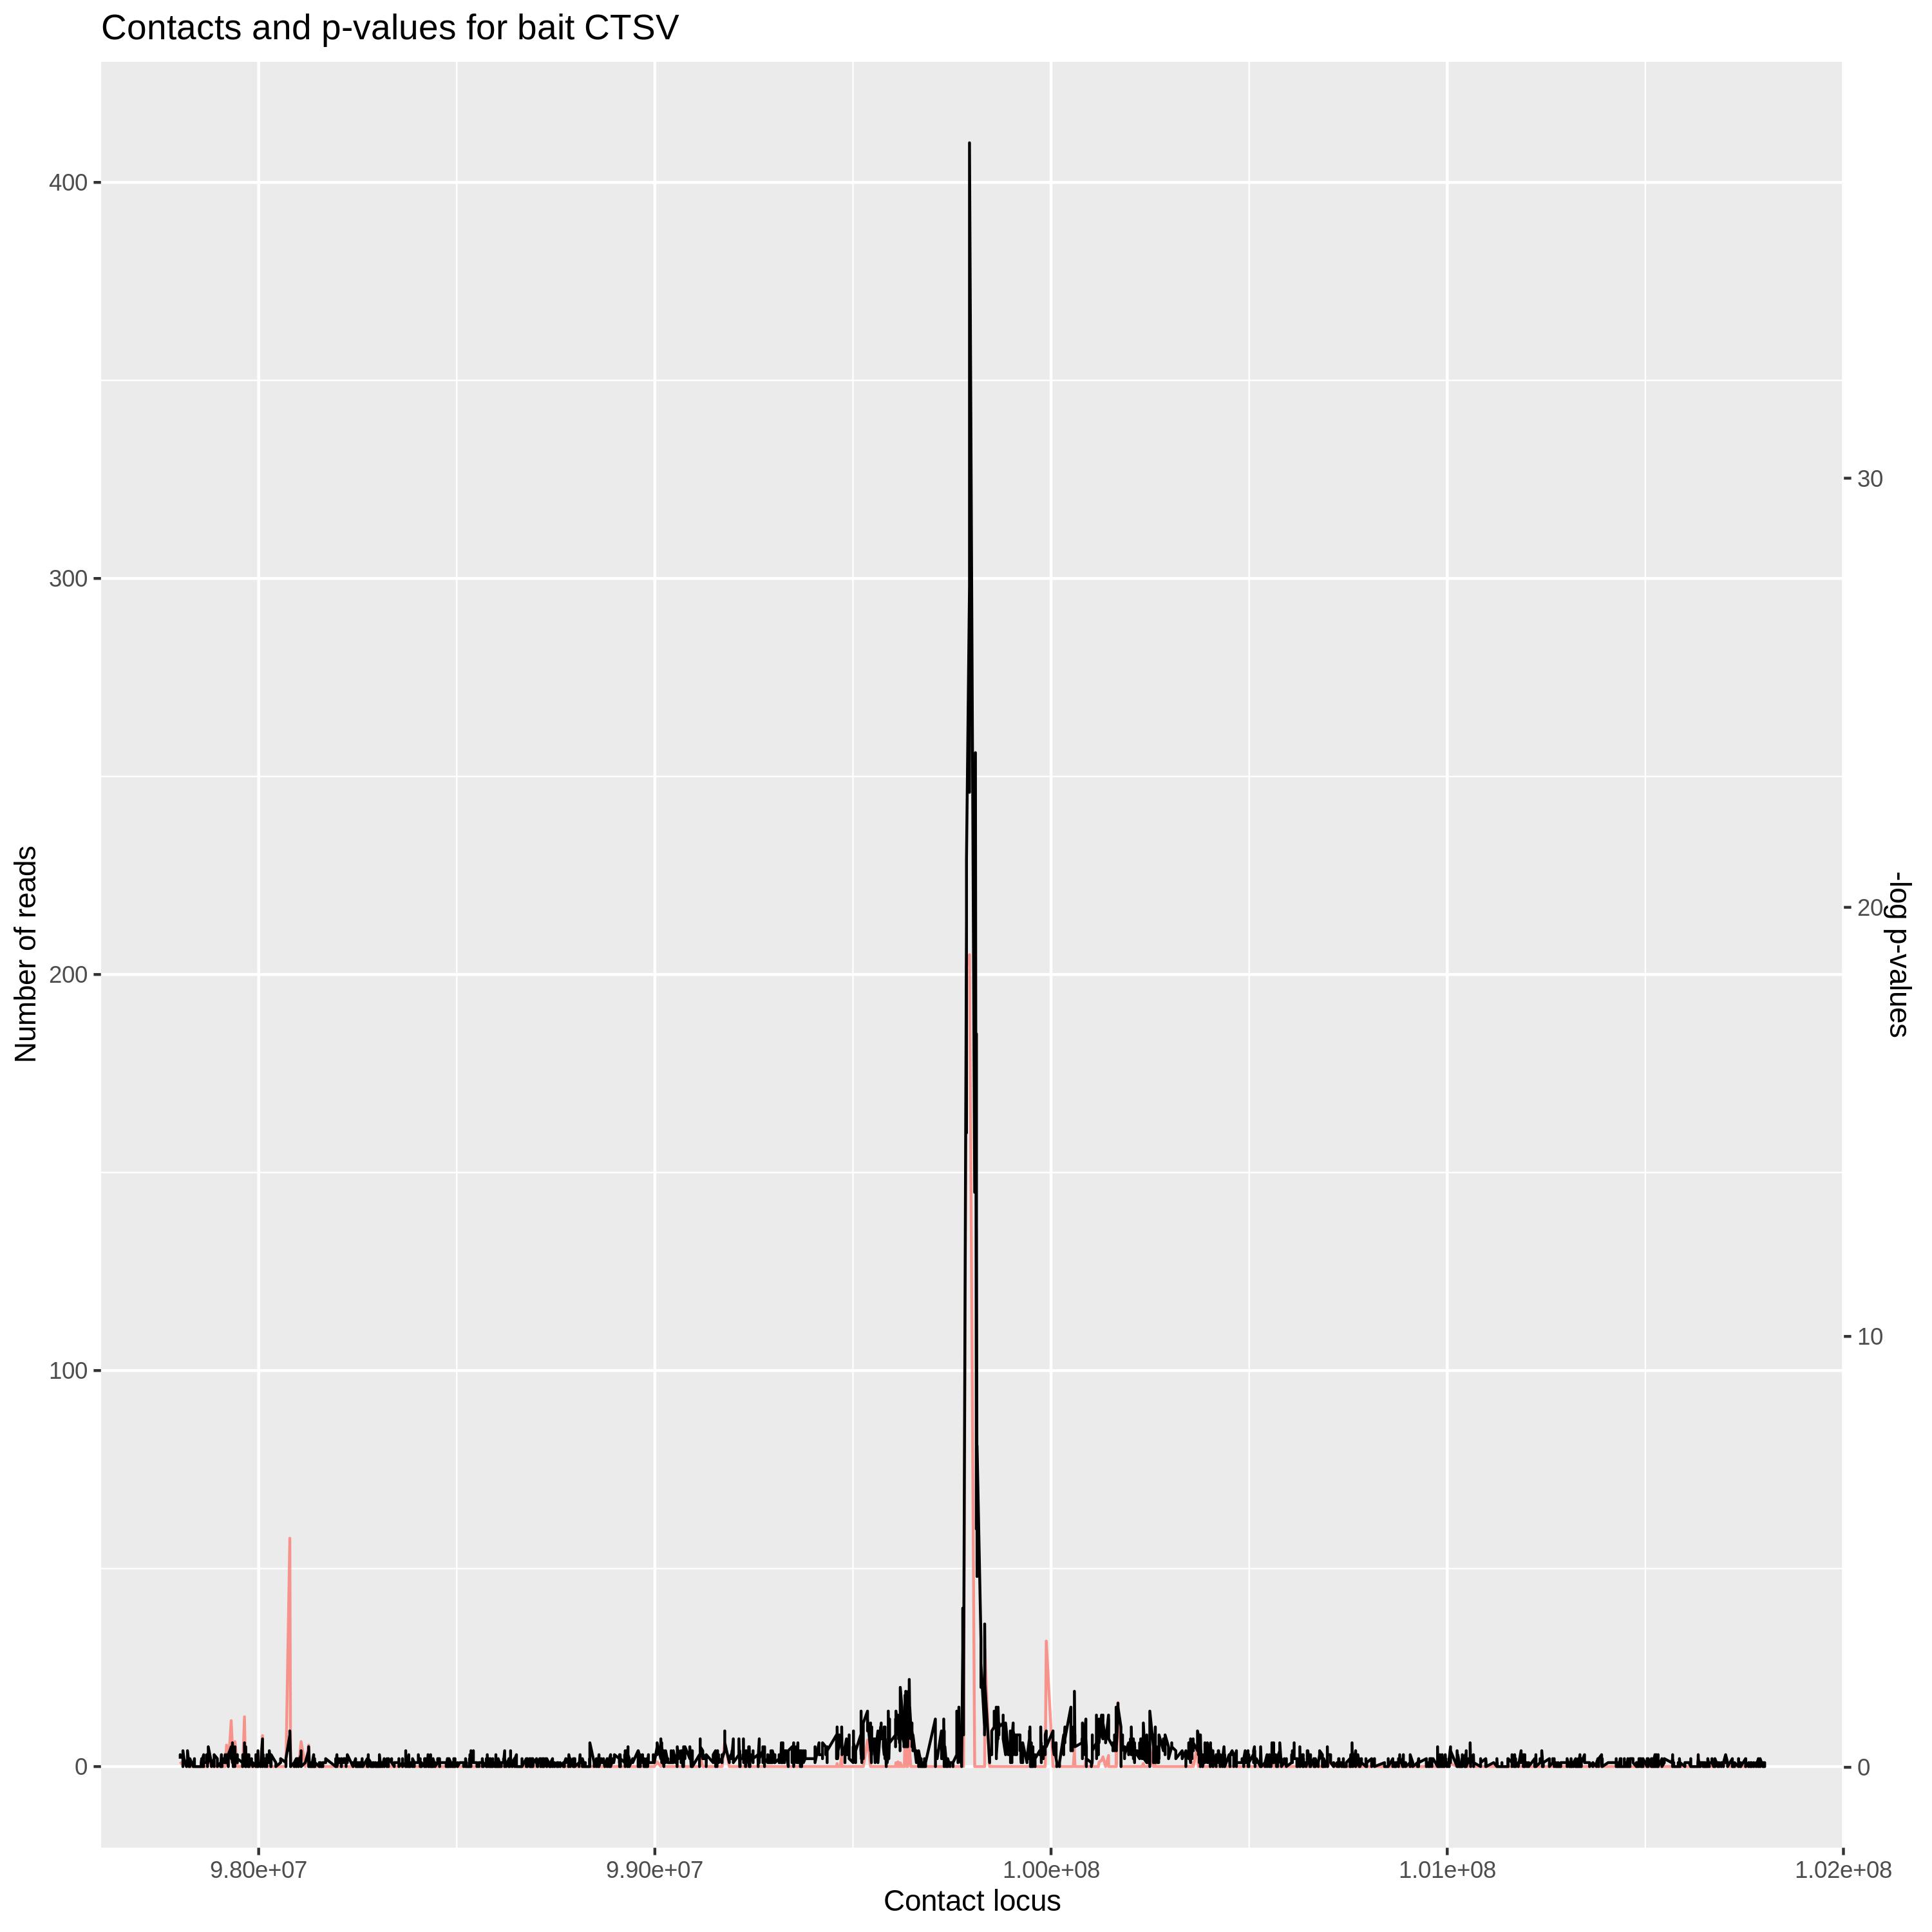 Contacts and p-values for bait CTSV
400
300
200
100
0
Number of reads
30
20
10
0
-log p-values
9.80e+07
9.90e+07
1.00e+08
1.01e+08
1.02e+08
Contact locus